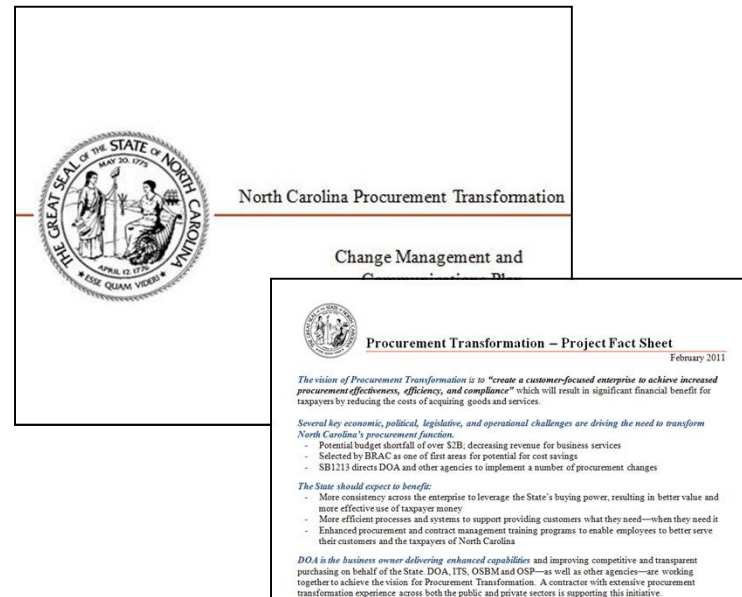 THE GREAT SEAL OF THE STATE OF NORTH CAROLINA
MAY 20, 1775
APRIL 12, 1776
★ ESSE QUAM VIDERI ★
North Carolina Procurement Transformation
Change Management and
Communications Plan
Procurement Transformation – Project Fact Sheet
February 2011
The vision of Procurement Transformation is to “create a customer-focused enterprise to achieve increased
procurement effectiveness, efficiency, and compliance” which will result in significant financial benefit for
taxpayers by reducing the costs of acquiring goods and services.
Several key economic, political, legislative, and operational challenges are driving the need to transform
North Carolina's procurement function.
- Potential budget shortfall of over $2B; decreasing revenue for business services
- Selected by BRAC as one of first areas for potential for cost savings
- SB1213 directs DOA and other agencies to implement a number of procurement changes
The State should expect to benefit:
- More consistency across the enterprise to leverage the State's buying power, resulting in better value and
more effective use of taxpayer money
- More efficient processes and systems to support providing customers what they need—when they need it
- Enhanced procurement and contract management training programs to enable employees to better serve
their customers and the taxpayers of North Carolina
DOA is the business owner delivering enhanced capabilities and improving competitive and transparent
purchasing on behalf of the State. DOA, ITS, OSBM and OSP—as well as other agencies—are working
together to achieve the vision for Procurement Transformation. A contractor with extensive procurement
transformation experience across both the public and private sectors is supporting this initiative.